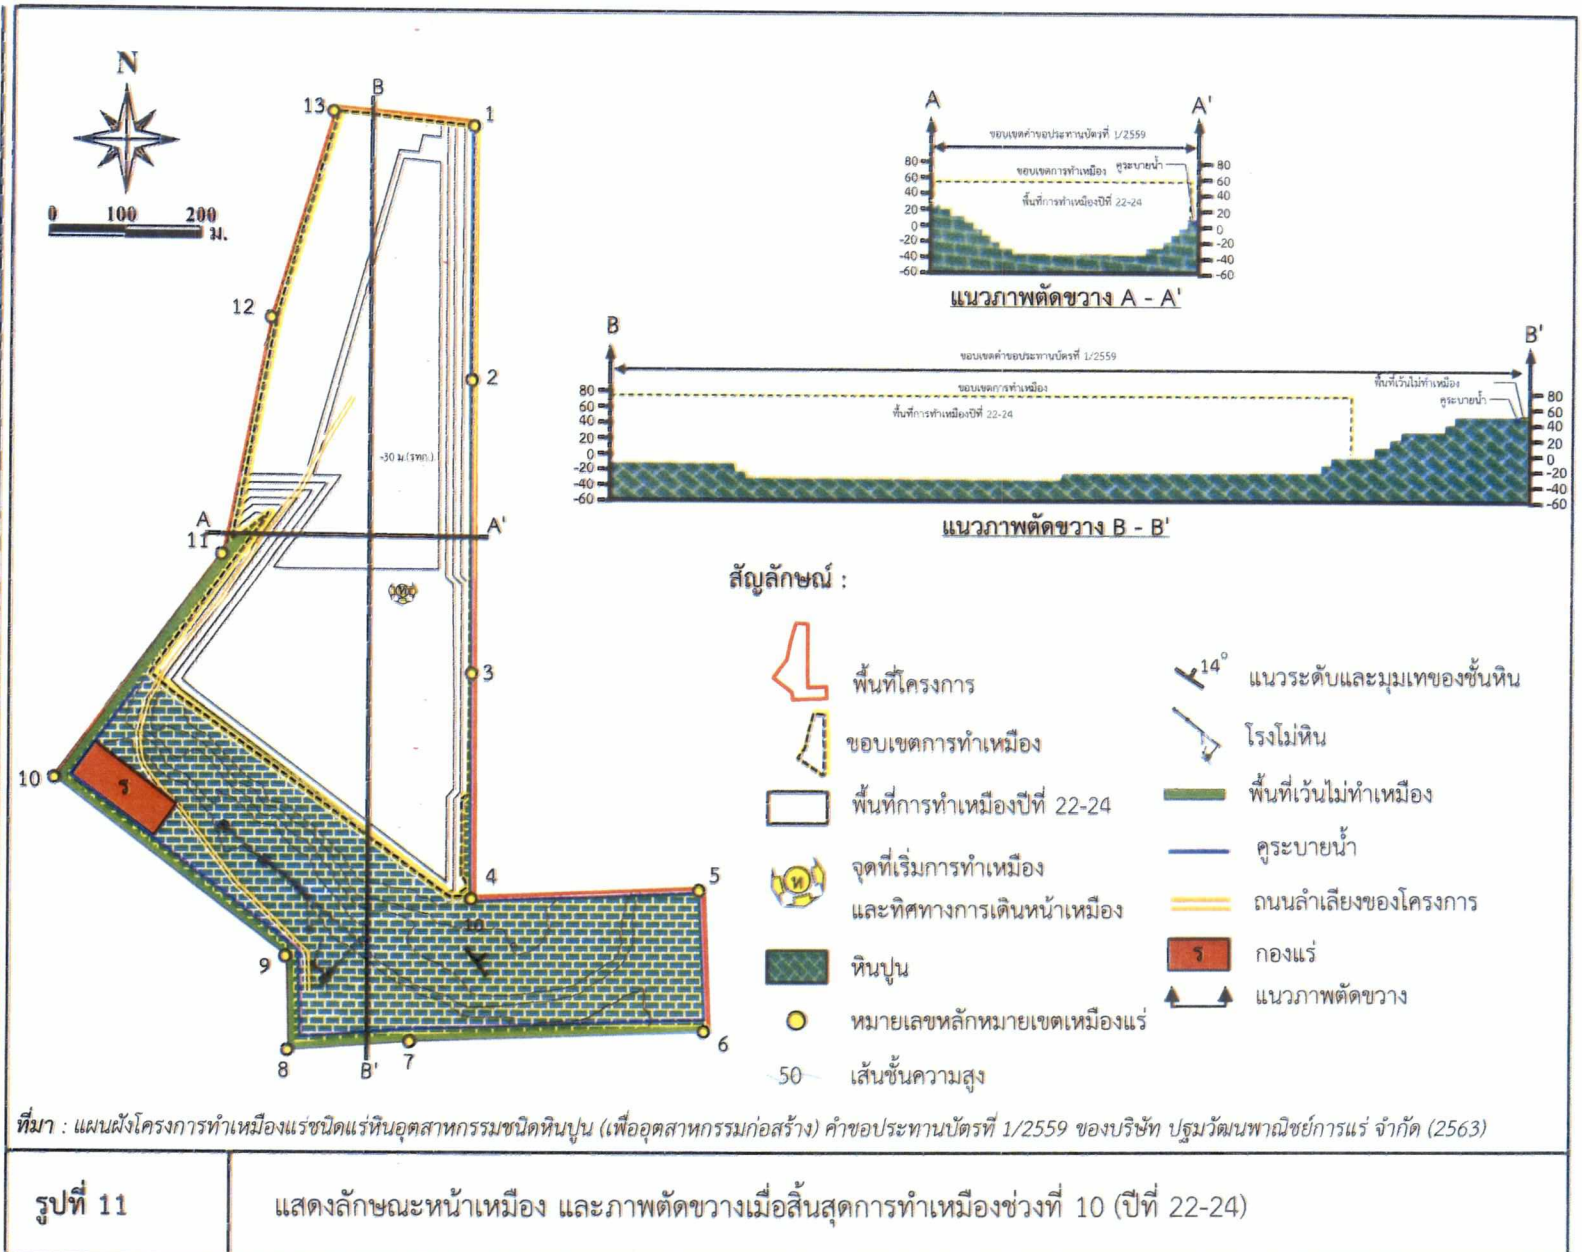 N
0 100 200
ม.
B
13
1
12
2
-30 ม.(รทก.)
A
A'
11
ท
3
10
ร
4
5
10
9
8
7
6
B'
A
A'
ขอบเขตคำขอประทานบัตรที่ 1/2559
ขอบเขตการทำเหมือง
คูระบายน้ำ
พื้นที่การทำเหมืองปีที่ 22-24
80
60
40
20
0
-20
-40
-60
80
60
40
20
0
-20
-40
-60
แนวภาพตัดขวาง A - A'
B
B'
ขอบเขตคำขอประทานบัตรที่ 1/2559
ขอบเขตการทำเหมือง
พื้นที่เว้นไม่ทำเหมือง
คูระบายน้ำ
พื้นที่การทำเหมืองปีที่ 22-24
80
60
40
20
0
-20
-40
-60
80
60
40
20
0
-20
-40
-60
แนวภาพตัดขวาง B - B'
สัญลักษณ์ :
พื้นที่โครงการ
ขอบเขตการทำเหมือง
พื้นที่การทำเหมืองปีที่ 22-24
ท
จุดที่เริ่มการทำเหมือง
และทิศทางการเดินหน้าเหมือง
หินปูน
หมายเลขหลักหมายเขตเหมืองแร่
50 เส้นชั้นความสูง
14° แนวระดับและมุมเทของชั้นหิน
โรงโม่หิน
พื้นที่เว้นไม่ทำเหมือง
คูระบายน้ำ
ถนนลำเลียงของโครงการ
ร กองแร่
แนวภาพตัดขวาง
ที่มา : แผนผังโครงการทำเหมืองแร่ชนิดแร่หินอุตสาหกรรมชนิดหินปูน (เพื่ออุตสาหกรรมก่อสร้าง) คำขอประทานบัตรที่ 1/2559 ของบริษัท ปฐมวัฒนพาณิชย์การแร่ จำกัด (2563)
รูปที่ 11
แสดงลักษณะหน้าเหมือง และภาพตัดขวางเมื่อสิ้นสุดการทำเหมืองช่วงที่ 10 (ปีที่ 22-24)